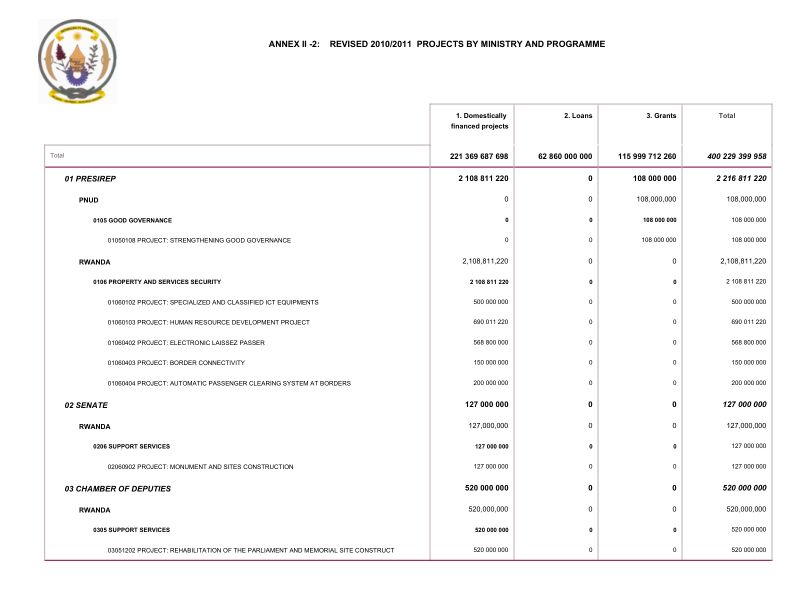 ANNEX II -2: REVISED 2010/2011 PROJECTS BY MINISTRY AND PROGRAMME
1. Domestically financed projects 2. Loans 3. Grants Total
Total 221 369 687 698 62 860 000 000 115 999 712 260 400 229 399 958
01 PRESIREP 2 108 811 220 0 108 000 000 2 216 811 220
PNUD 0 0 108,000,000 108,000,000
0105 GOOD GOVERNANCE 0 0 108 000 000 108 000 000
01050108 PROJECT: STRENGTHENING GOOD GOVERNANCE 0 0 108 000 000 108 000 000
RWANDA 2,108,811,220 0 0 2,108,811,220
0106 PROPERTY AND SERVICES SECURITY 2 108 811 220 0 0 2 108 811 220
01060102 PROJECT: SPECIALIZED AND CLASSIFIED ICT EQUIPMENTS 500 000 000 0 0 500 000 000
01060103 PROJECT: HUMAN RESOURCE DEVELOPMENT PROJECT 690 011 220 0 0 690 011 220
01060402 PROJECT: ELECTRONIC LAISSEZ PASSER 568 800 000 0 0 568 800 000
01060403 PROJECT: BORDER CONNECTIVITY 150 000 000 0 0 150 000 000
01060404 PROJECT: AUTOMATIC PASSENGER CLEARING SYSTEM AT BORDERS 200 000 000 0 0 200 000 000
02 SENATE 127 000 000 0 0 127 000 000
RWANDA 127,000,000 0 0 127,000,000
0206 SUPPORT SERVICES 127 000 000 0 0 127 000 000
02060902 PROJECT: MONUMENT AND SITES CONSTRUCTION 127 000 000 0 0 127 000 000
03 CHAMBER OF DEPUTIES 520 000 000 0 0 520 000 000
RWANDA 520,000,000 0 0 520,000,000
0305 SUPPORT SERVICES 520 000 000 0 0 520 000 000
03051202 PROJECT: REHABILITATION OF THE PARLIAMENT AND MEMORIAL SITE CONSTRUCT 520 000 000 0 0 520 000 000